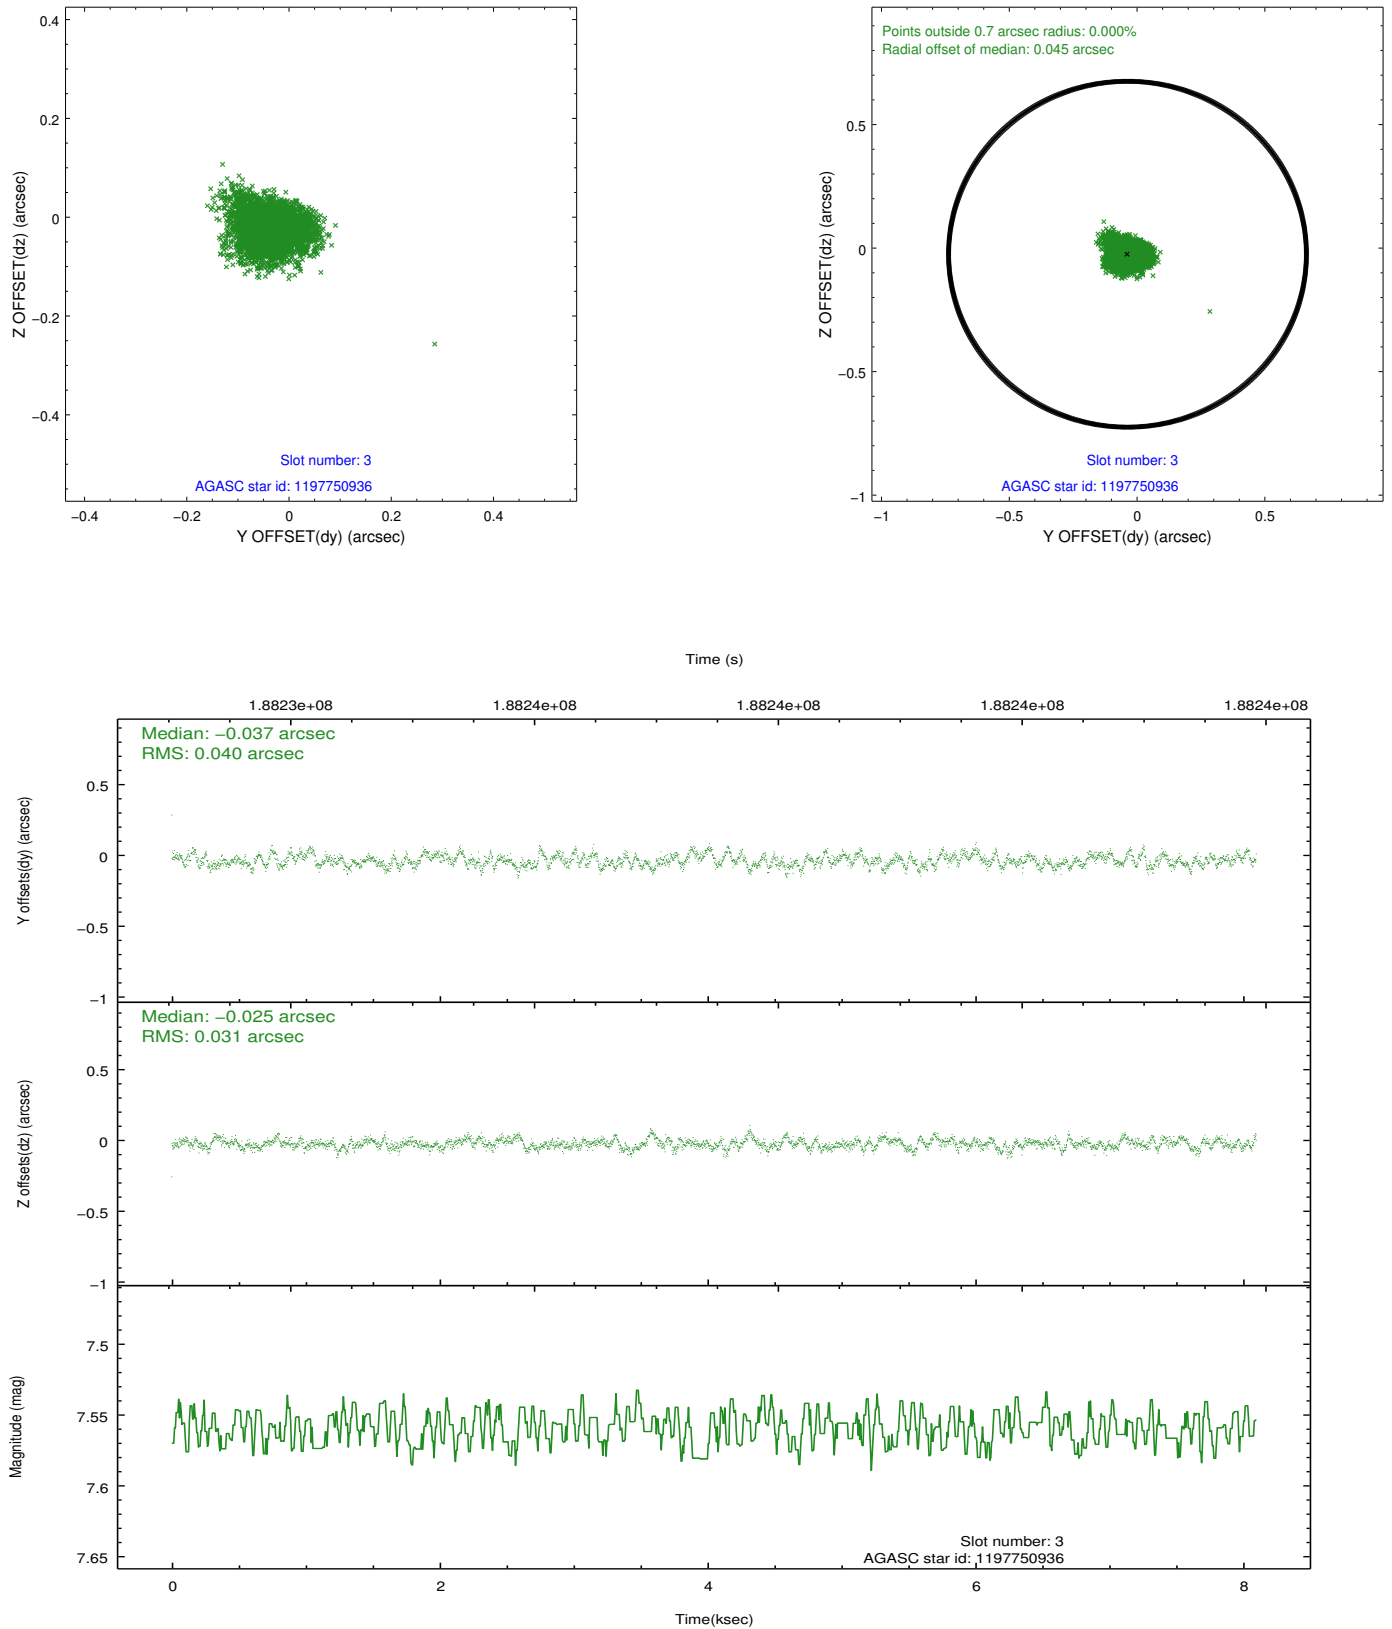 0.4
0.2
0
−0.2
−0.4
Z OFFSET(dz) (arcsec)
Slot number: 3
AGASC star id: 1197750936
−0.4
−0.2
0
0.2
0.4
Y OFFSET(dy) (arcsec)
Points outside 0.7 arcsec radius: 0.000%
Radial offset of median: 0.045 arcsec
0.5
0
−0.5
−1
Z OFFSET(dz) (arcsec)
Slot number: 3
AGASC star id: 1197750936
−1
−0.5
0
0.5
Y OFFSET(dy) (arcsec)
Time (s)
1.8823e+08
1.8824e+08
1.8824e+08
1.8824e+08
1.8824e+08
Median: −0.037 arcsec
RMS: 0.040 arcsec
0.5
0
−0.5
−1
Y offsets(dy) (arcsec)
Median: −0.025 arcsec
RMS: 0.031 arcsec
0.5
0
−0.5
−1
Z offsets(dz) (arcsec)
7.5
7.55
7.6
7.65
Magnitude (mag)
Slot number: 3
AGASC star id: 1197750936
0
2
4
6
8
Time(ksec)